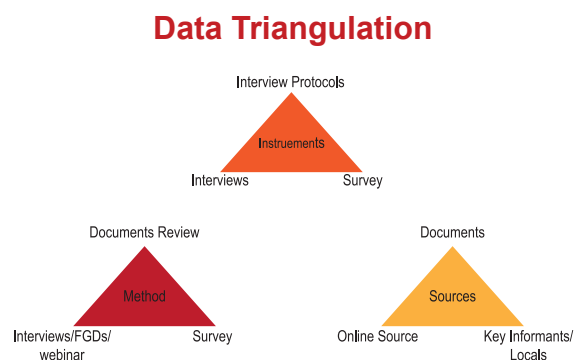 Data Triangulation
Interview Protocols
Instruements
Interviews
Survey
Documents Review
Method
Interviews/FGDs/
webinar
Survey
Documents
Sources
Online Source
Key Informants/
Locals